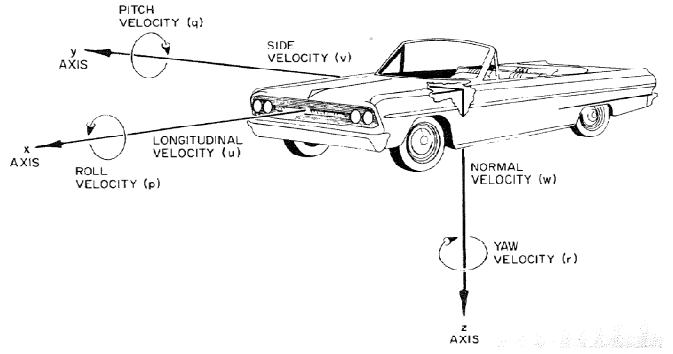 PITCH
VELOCITY (q)
y
AXIS
SIDE
VELOCITY (v)
x
AXIS
LONGITUDINAL
VELOCITY (u)
ROLL
VELOCITY (p)
NORMAL
VELOCITY (w)
YAW
VELOCITY (r)
z
AXIS